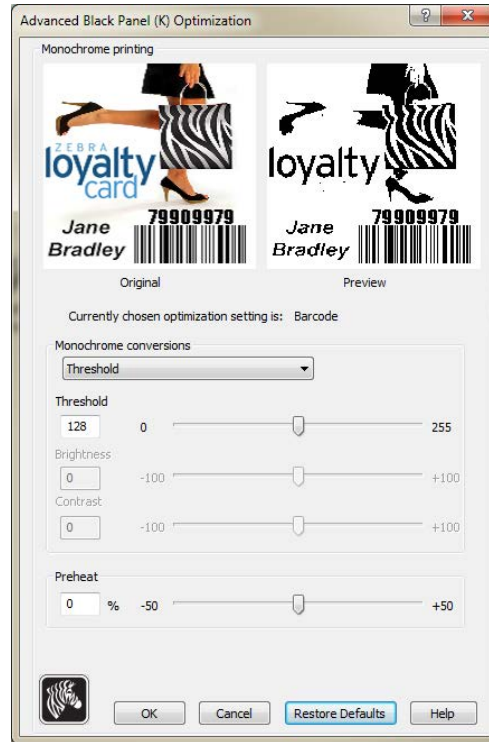 Advanced Black Panel (K) Optimization
Monochrome printing
ZEBRA
loyalty
card
79909979
Jane
Bradley
loyalty
79909979
Jane
Bradley
Original Preview
Currently chosen optimization setting is: Barcode
Monochrome conversions
Threshold
Threshold
128 0 255
Brightness
0 -100 +100
Contrast
0 -100 +100
Preheat
0 % -50 +50
OK Cancel Restore Defaults Help